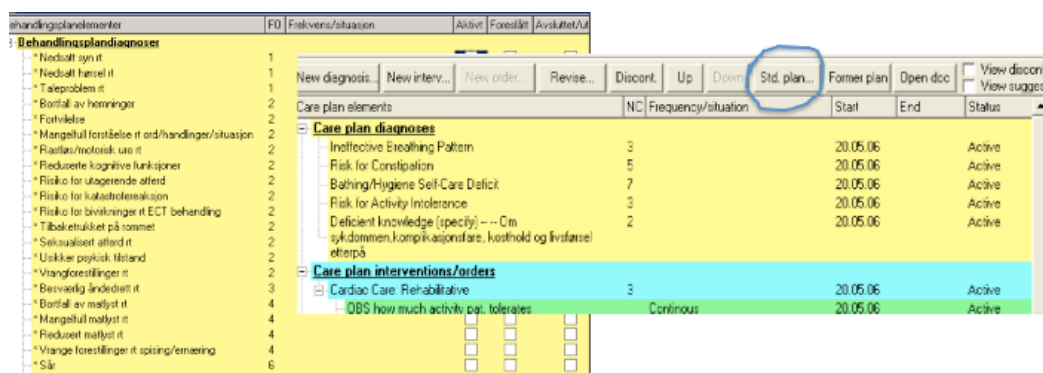 ehandlingsplanelementer FO Frekvens/situasjon Aktivt Foreslått Avsluttet/ut
Behandlingsplandiagnoser
* Nedsatt syn rt 1
* Nedsatt hørsel rt 1
* Taleproblem rt 1
* Bortfall av hemninger 2
* Fortvilelse 2
* Mangelfull forståelse rt ord/handlinger/situasjon 2
* Rastløs/motorisk uro rt 2
* Reduserte kognitive funksjoner 2
* Risiko for utagerende atferd 2
* Risiko for katastrofereaksjon 2
* Risiko for bivirkninger rt ECT behandling 2
* Tilbaketrukket på rommet 2
* Seksualisert atferd rt 2
* Usikker psykisk tilstand 2
* Vrangforestillinger rt 2
* Besværlig åndedrett rt 3
* Bortfall av matlyst rt 4
* Mangelfull matlyst rt 4
* Redusert matlyst rt 4
* Vrange forestillinger rt spising/ernæring 4
* Sår 6
New diagnosis... New interv... New order... Revise... Discont. Up Down Std. plan... Former plan Open doc View discon
View sugges
Care plan elements NC Frequency/situation Start End Status
Care plan diagnoses
Ineffective Breathing Pattern 3 20.05.06 Active
Risk for Constipation 5 20.05.06 Active
Bathing/Hygiene Self-Care Deficit 7 20.05.06 Active
Risk for Activity Intolerance 3 20.05.06 Active
Deficient knowledge (specify) -- -- Om 2 20.05.06 Active
sykdommen,komplikasjonsfare, kosthold og livsførsel
etterpå
Care plan interventions/orders
Cardiac Care: Rehabilitative 3 20.05.06 Active
OBS how much activity pat. tolerates Continous 20.05.06 Active